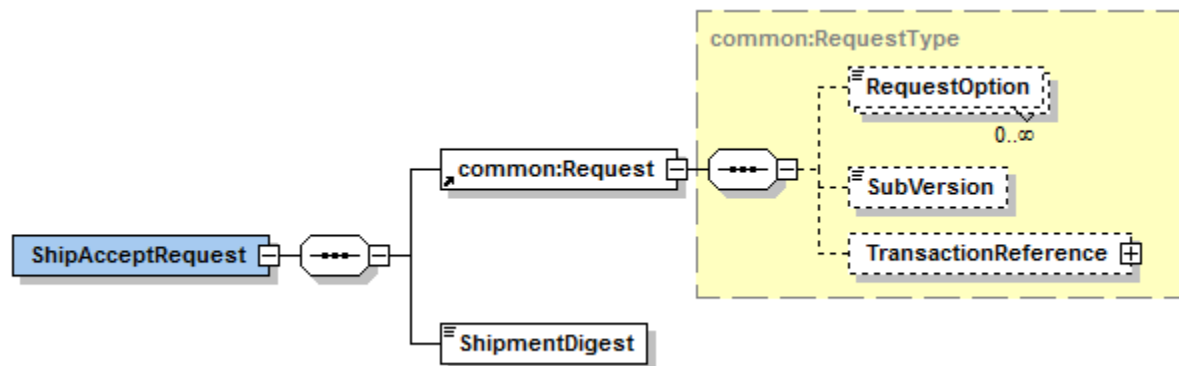 common:RequestType
RequestOption
0..∞
common:Request
SubVersion
ShipAcceptRequest
TransactionReference
ShipmentDigest